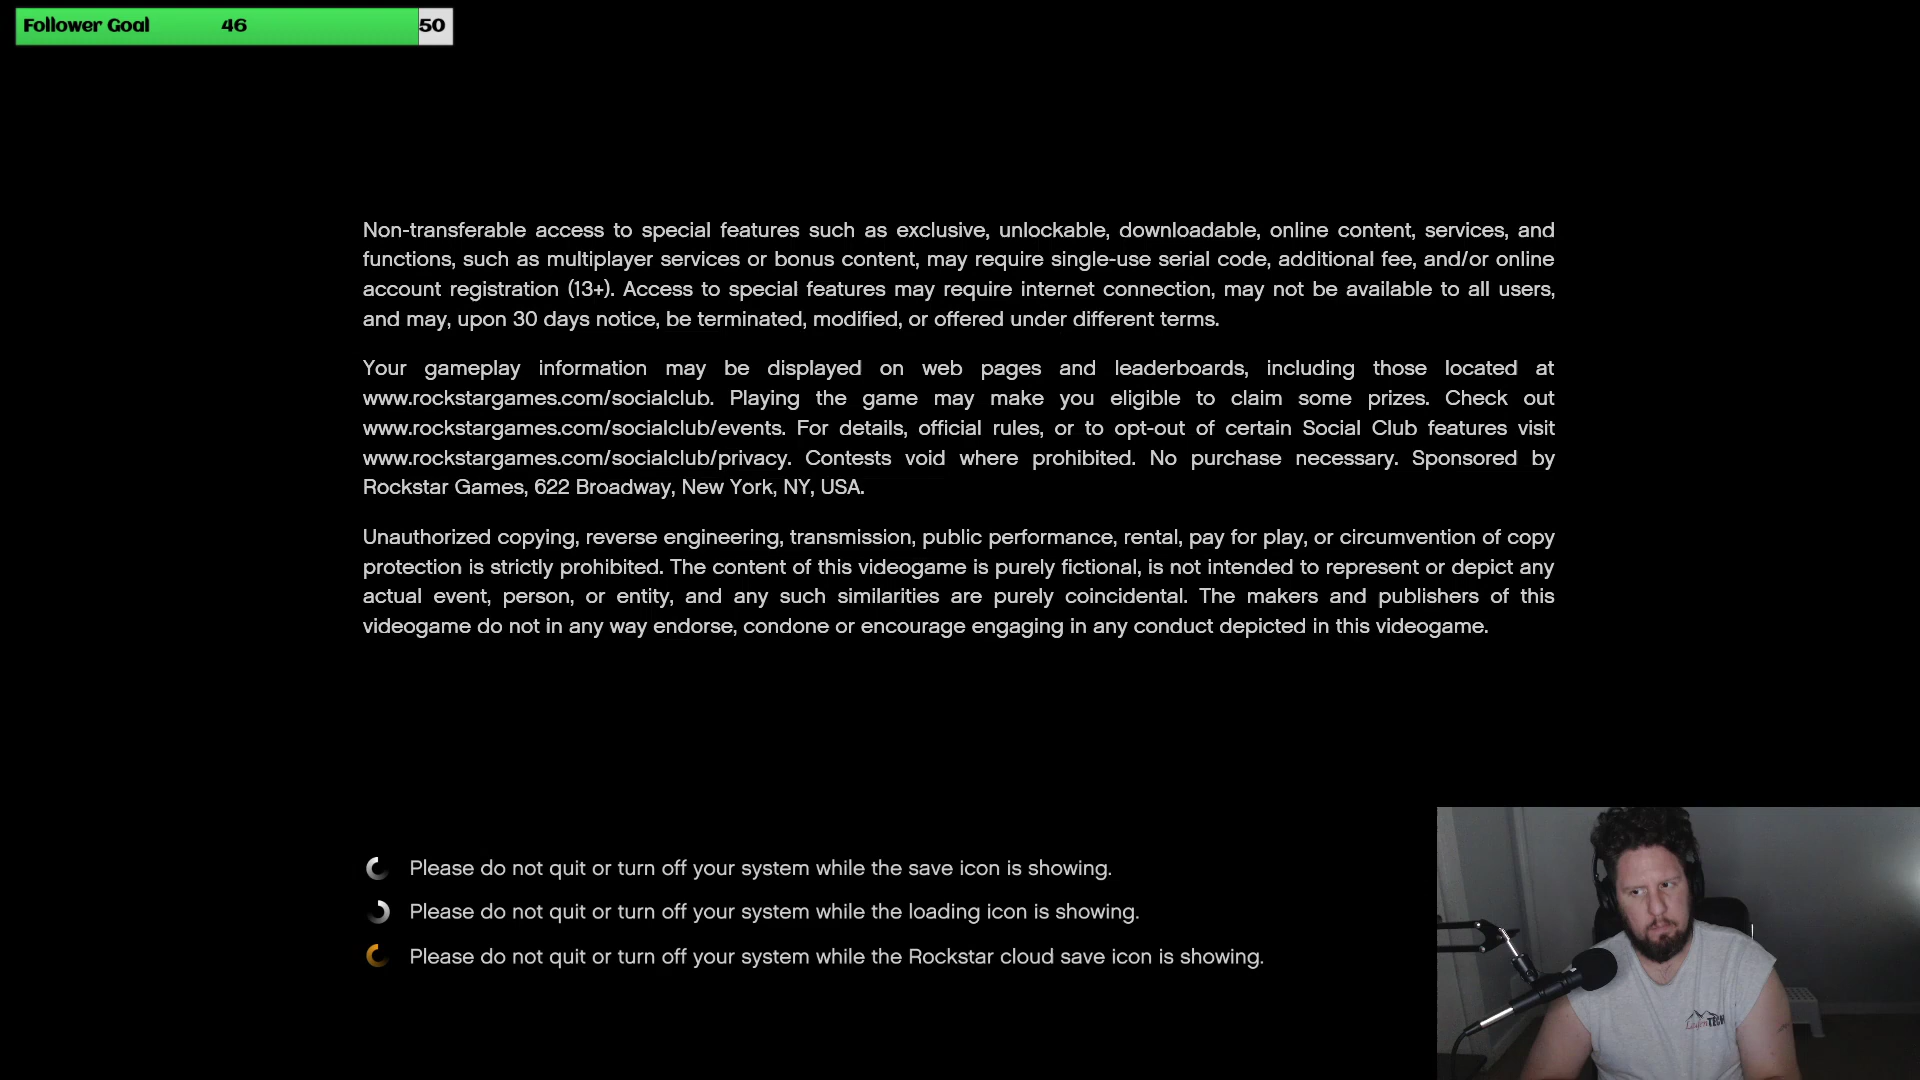 Follower Goal 46 50
Non-transferable access to special features such as exclusive, unlockable, downloadable, online content, services, and
functions, such as multiplayer services or bonus content, may require single-use serial code, additional fee, and/or online
account registration (13+). Access to special features may require internet connection, may not be available to all users,
and may, upon 30 days notice, be terminated, modified, or offered under different terms.
Your gameplay information may be displayed on web pages and leaderboards, including those located at
www.rockstargames.com/socialclub. Playing the game may make you eligible to claim some prizes. Check out
www.rockstargames.com/socialclub/events. For details, official rules, or to opt-out of certain Social Club features visit
www.rockstargames.com/socialclub/privacy. Contests void where prohibited. No purchase necessary. Sponsored by
Rockstar Games, 622 Broadway, New York, NY, USA.
Unauthorized copying, reverse engineering, transmission, public performance, rental, pay for play, or circumvention of copy
protection is strictly prohibited. The content of this videogame is purely fictional, is not intended to represent or depict any
actual event, person, or entity, and any such similarities are purely coincidental. The makers and publishers of this
videogame do not in any way endorse, condone or encourage engaging in any conduct depicted in this videogame.
Please do not quit or turn off your system while the save icon is showing.
Please do not quit or turn off your system while the loading icon is showing.
Please do not quit or turn off your system while the Rockstar cloud save icon is showing.